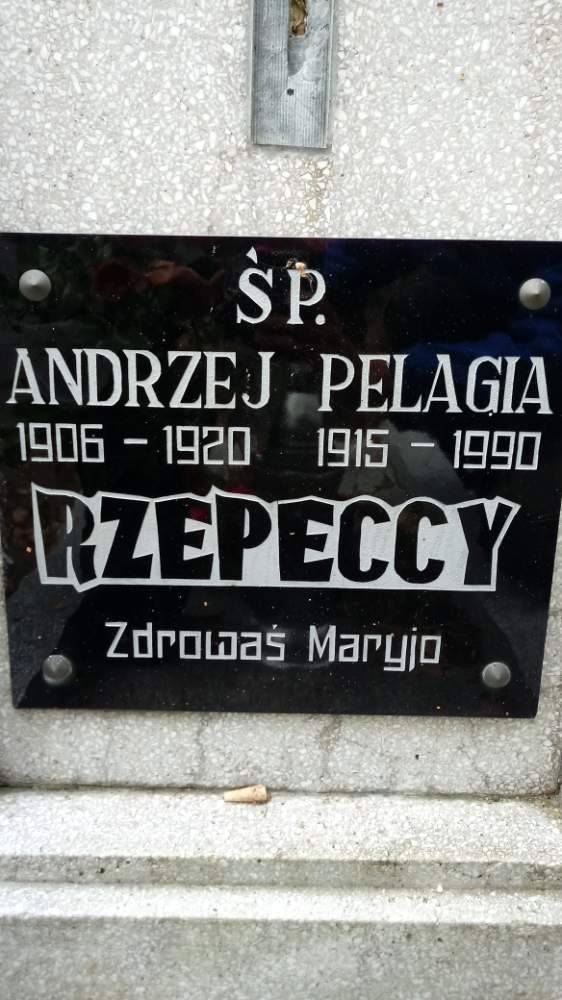 ŚP.
ANDRZEJ PELAGIA
1906 - 1920 1915 - 1990
RZEPECCY
Zdrowaś Maryjo